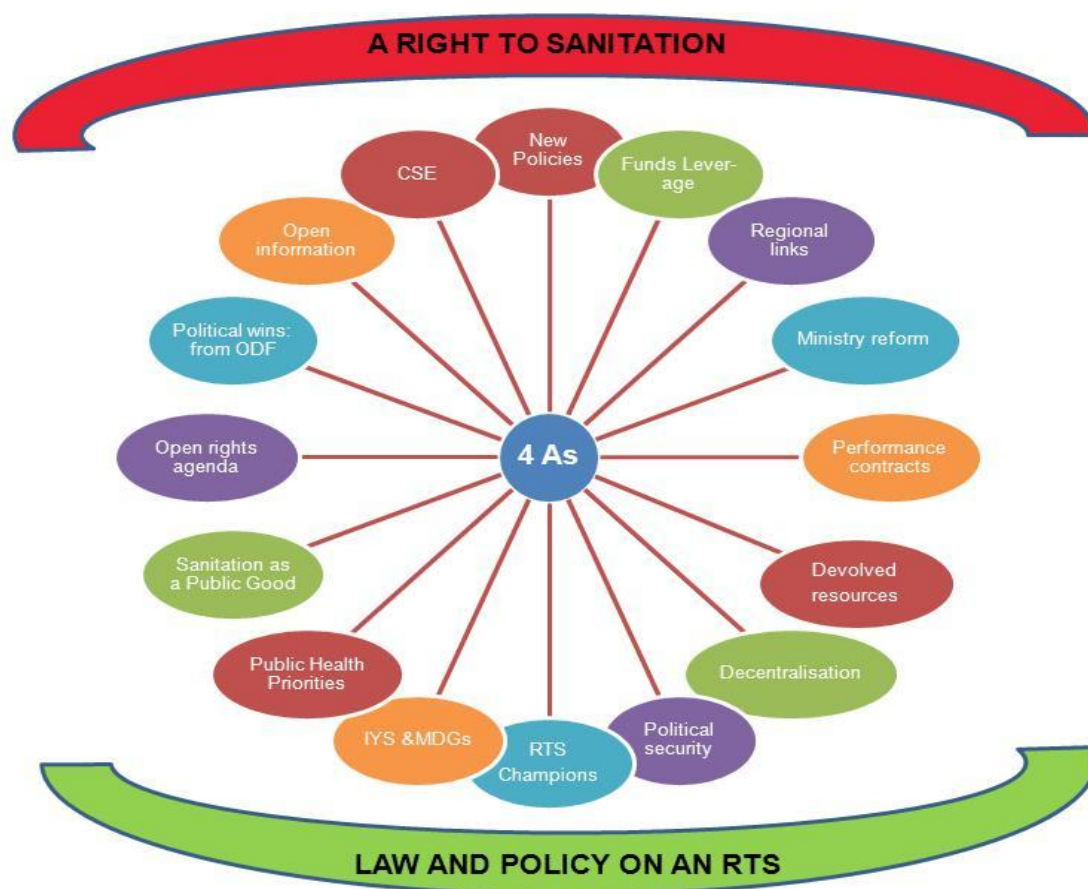 A RIGHT TO SANITATION
New
Policies
Funds Lever-
age
Regional
links
Ministry reform
Performance
contracts
Devolved
resources
Decentralisation
Political
security
RTS
Champions
IYS &MDGs
Public Health
Priorities
Sanitation as
a Public Good
Open rights
agenda
Political wins:
from ODF
Open
information
CSE
4 As
LAW AND POLICY ON AN RTS